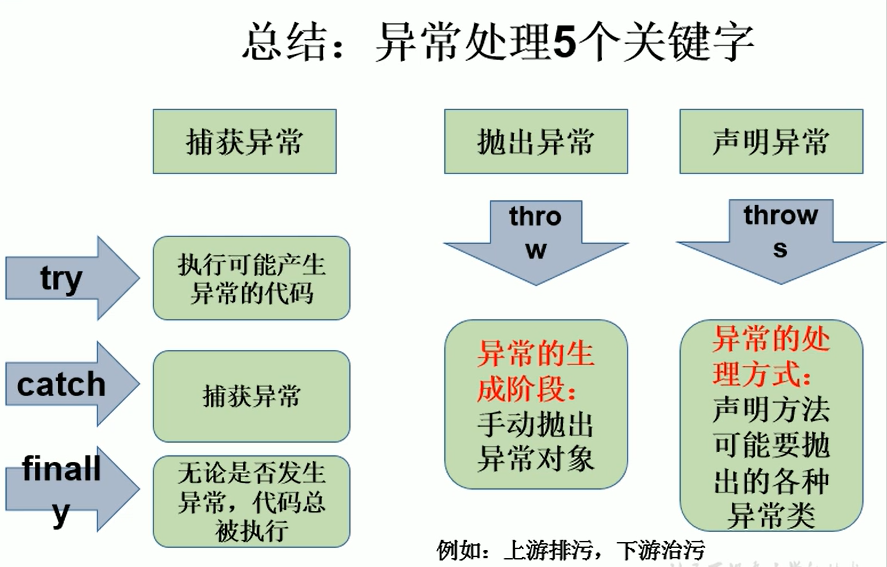 总结：异常处理5个关键字
捕获异常
抛出异常
声明异常
thro
w
throw
s
try
执行可能产生
异常的代码
catch
捕获异常
finall
y
无论是否发生
异常，代码总
被执行
异常的生
成阶段：
手动抛出
异常对象
异常的处
理方式：
声明方法
可能要抛
出的各种
异常类
例如：上游排污，下游治污